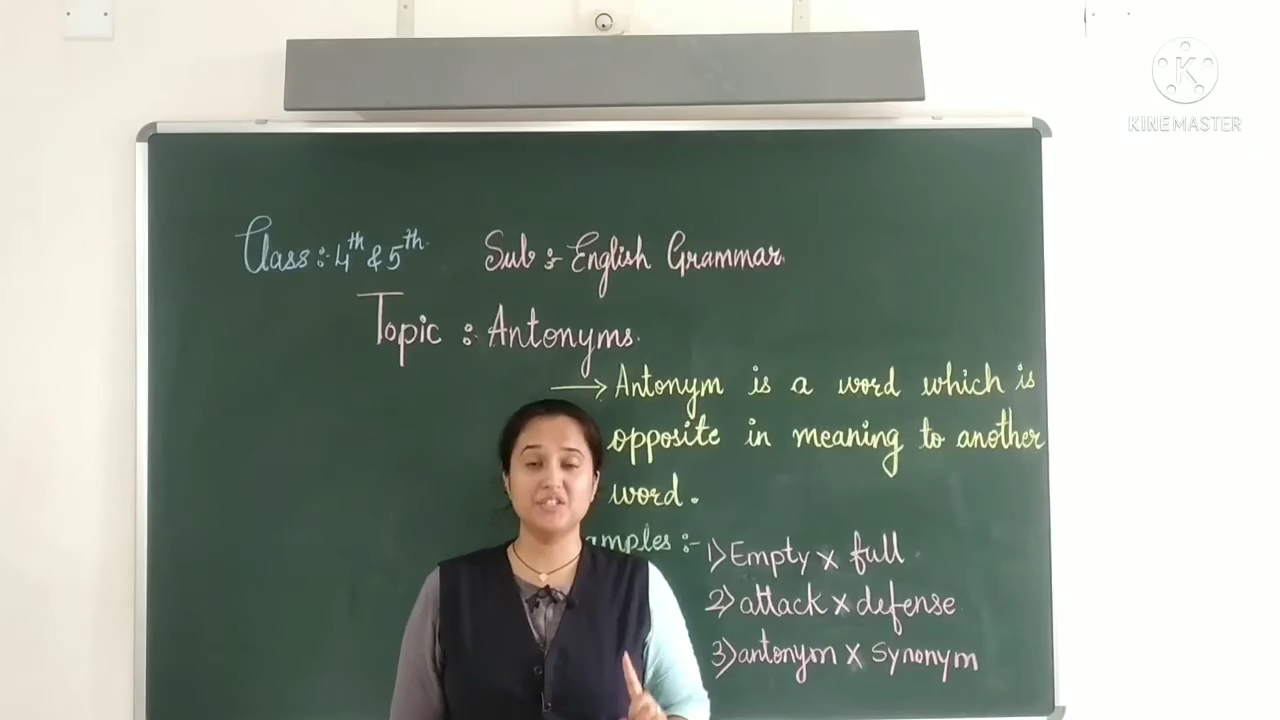 Class :- 4th & 5th. Sub :- English Grammar.
Topic :- Antonyms.
→ Antonym is a word which is
opposite in meaning to another
word.
amples :- 1) Empty x full
2) attack x defense
3) antonym x Synonym
KINEMASTER